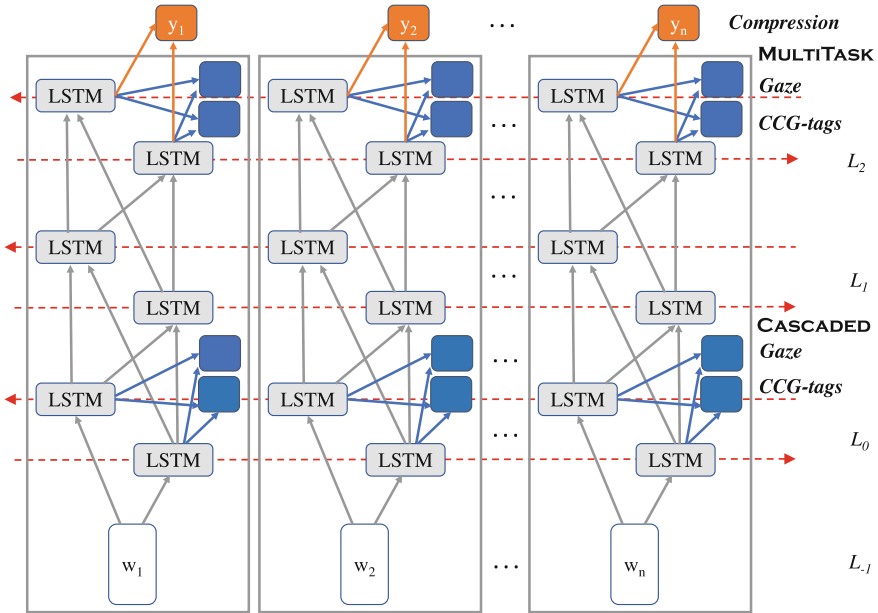 y1 y2 ... yn Compression
MULTITASK
LSTM LSTM LSTM Gaze
... CCG-tags
LSTM LSTM LSTM L2
...
LSTM LSTM LSTM
... L1
LSTM LSTM LSTM
CASCADED
... Gaze
LSTM LSTM LSTM CCG-tags
... L0
LSTM LSTM LSTM
w1 w2 ... wn L-1